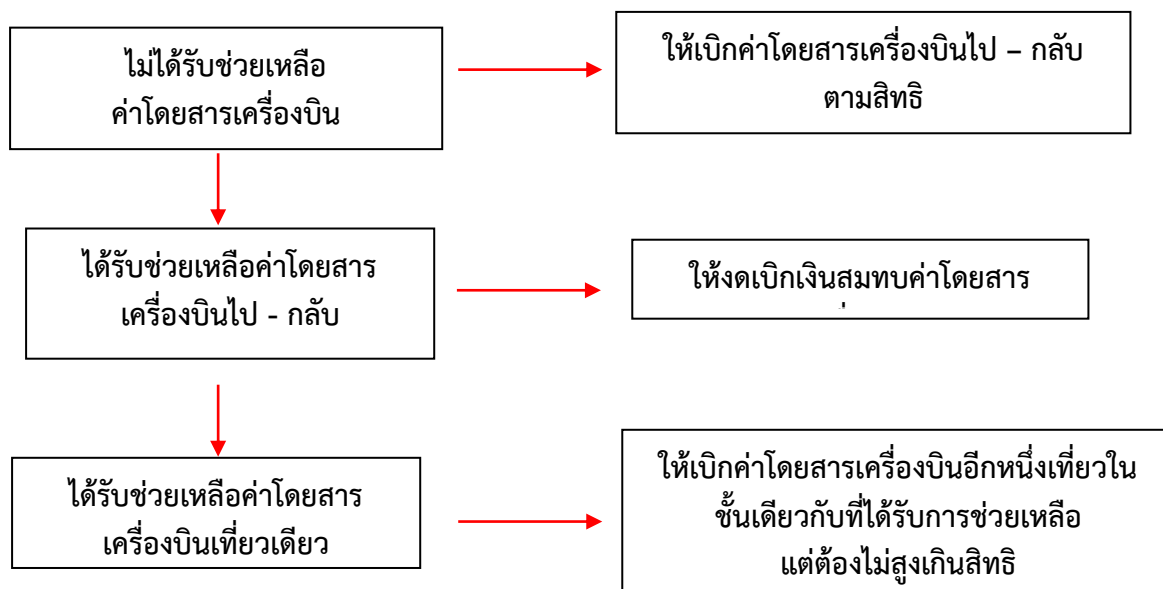 ไม่ได้รับช่วยเหลือ
ค่าโดยสารเครื่องบิน
ให้เบิกค่าโดยสารเครื่องบินไป – กลับ
ตามสิทธิ
ได้รับช่วยเหลือค่าโดยสาร
เครื่องบินไป - กลับ
ให้งดเบิกเงินสมทบค่าโดยสาร
ได้รับช่วยเหลือค่าโดยสาร
เครื่องบินเที่ยวเดียว
ให้เบิกค่าโดยสารเครื่องบินอีกหนึ่งเที่ยวใน
ชั้นเดียวกับที่ได้รับการช่วยเหลือ
แต่ต้องไม่สูงเกินสิทธิ